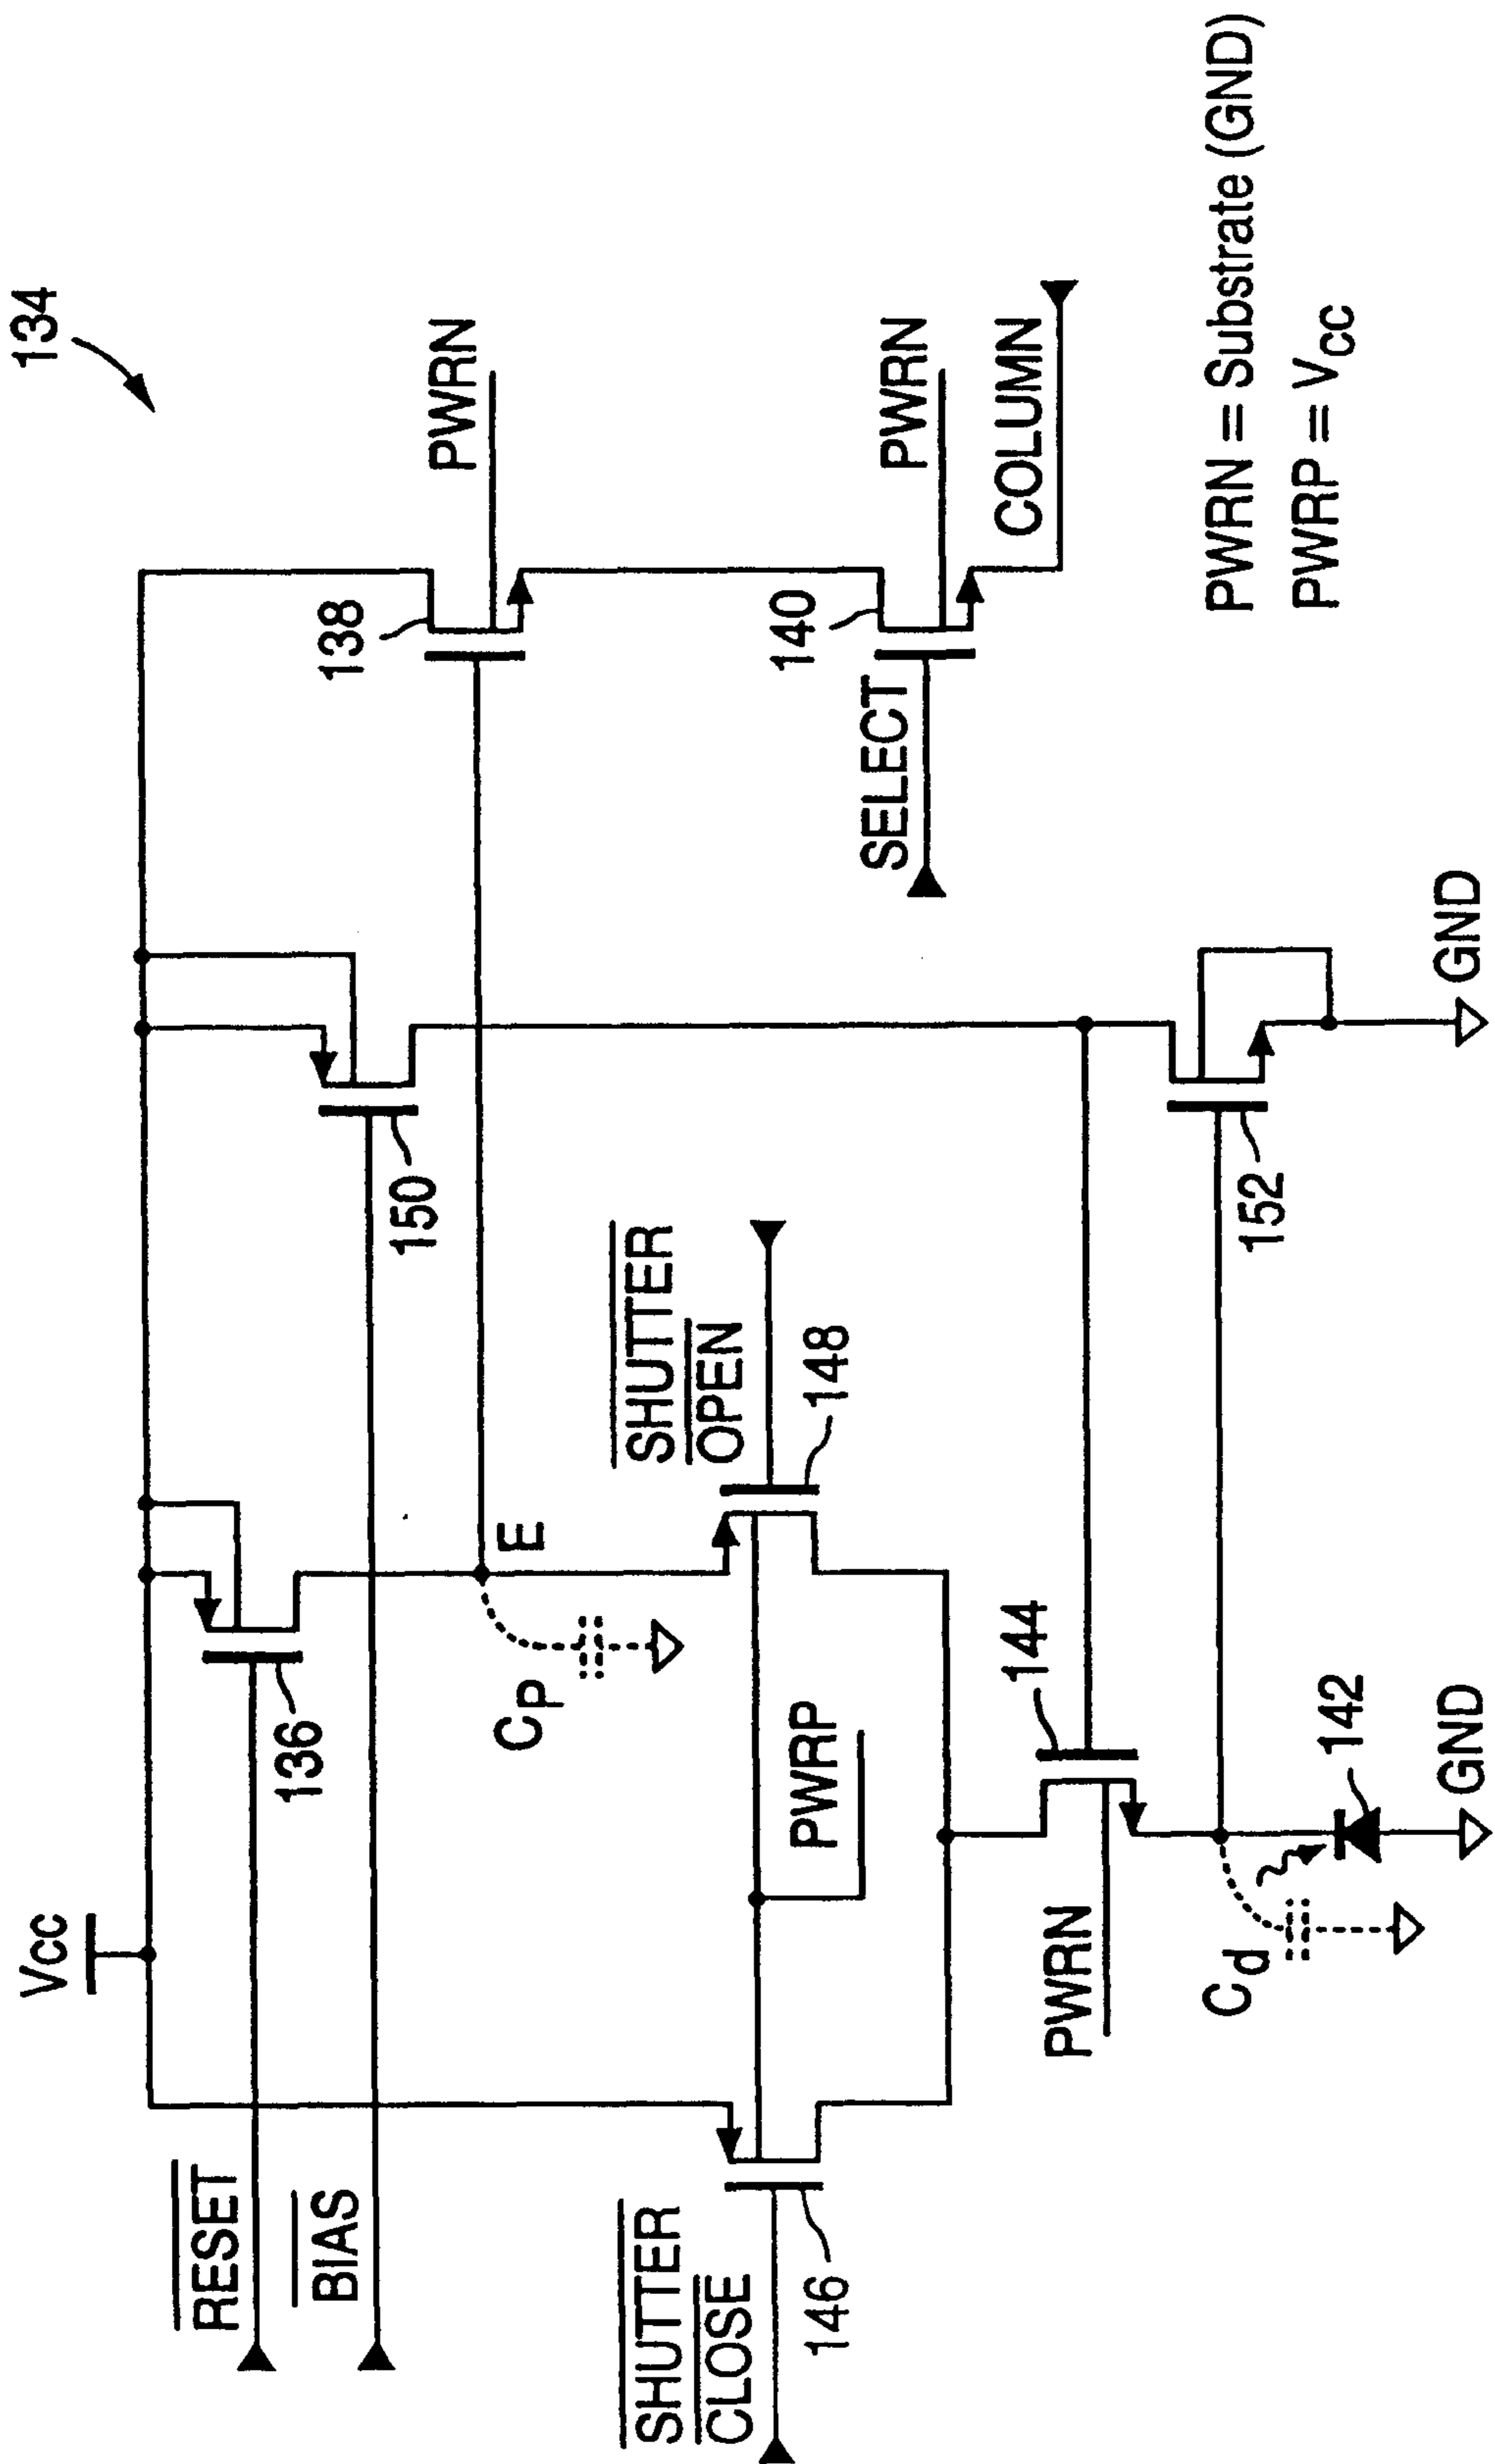 134
Vcc
RESET
BIAS
136
150
138
PWRN
E
CP
SHUTTER
OPEN
148
SHUTTER
CLOSE
146
PWRP
SELECT
140
PWRN
COLUMN
144
PWRN
Cd
142
GND
152
GND
PWRN = Substrate (GND)
PWRP = VCC